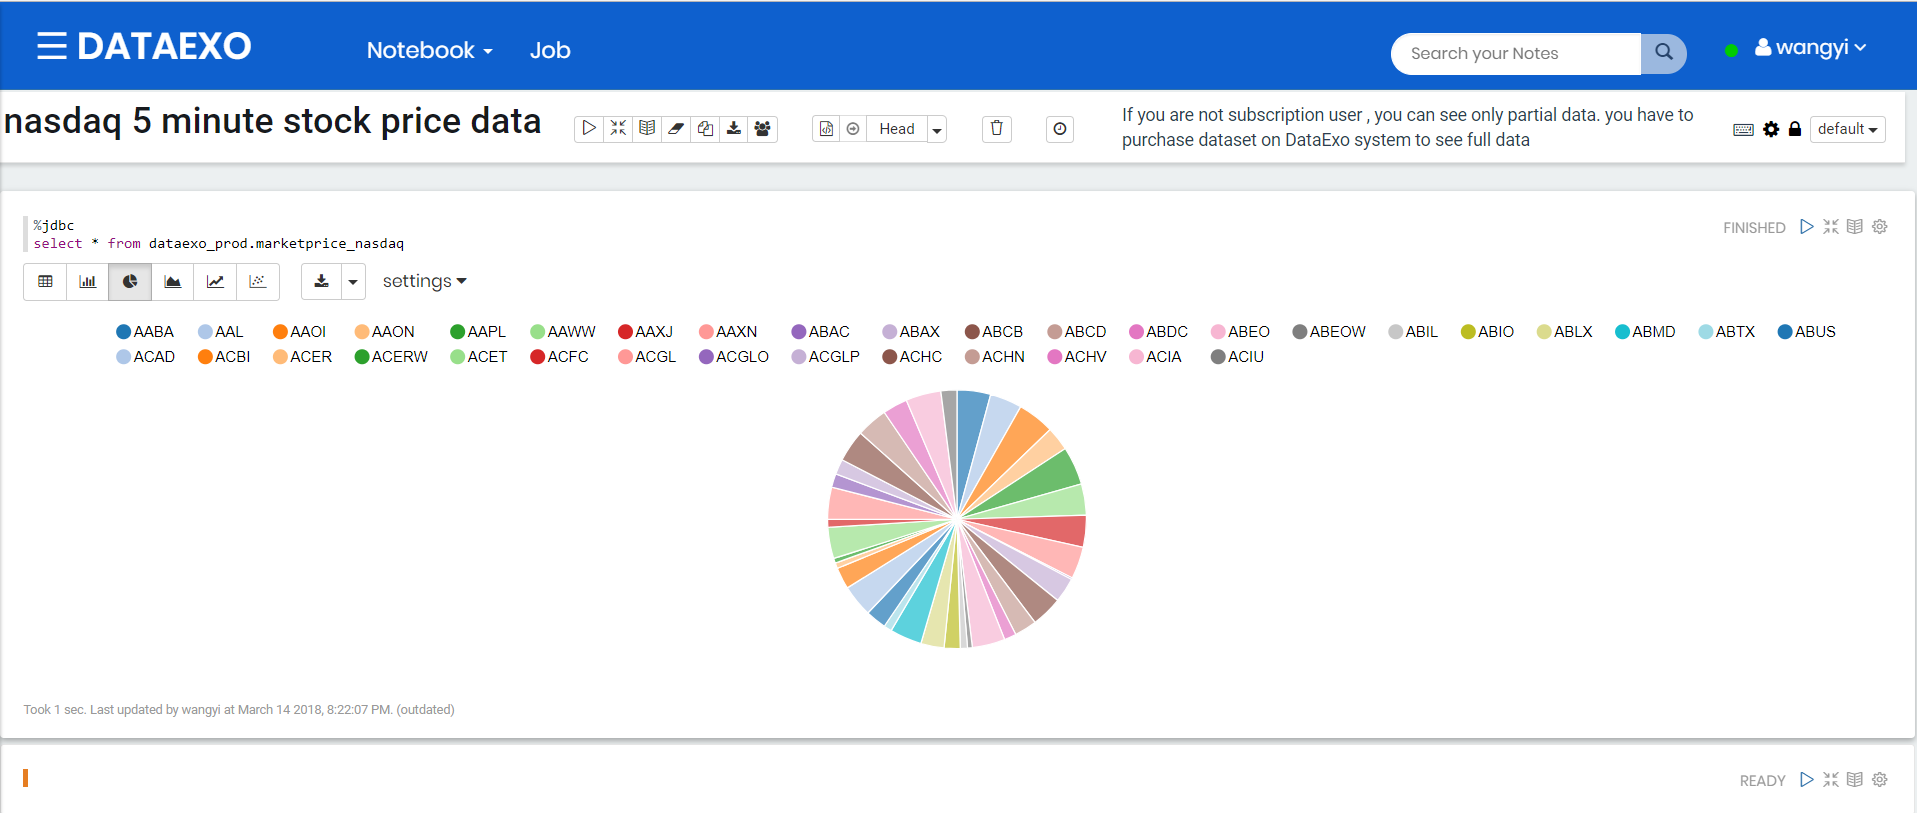 DATAEXO Notebook Job Search your Notes wangyi
nasdaq 5 minute stock price data Head If you are not subscription user , you can see only partial data. you have to default
purchase dataset on DataExo system to see full data
%jdbc FINISHED
select * from dataexo_prod.marketprice_nasdaq
settings
AABA AAL AAOI AAON AAPL AAWW AAXJ AAXN ABAC ABAX ABCB ABCD ABDC ABEO ABEOW ABIL ABIO ABLX ABMD ABTX ABUS
ACAD ACBI ACER ACERW ACET ACFC ACGL ACGLO ACGLP ACHC ACHN ACHV ACIA ACIU
Took 1 sec. Last updated by wangyi at March 14 2018, 8:22:07 PM. (outdated)
READY